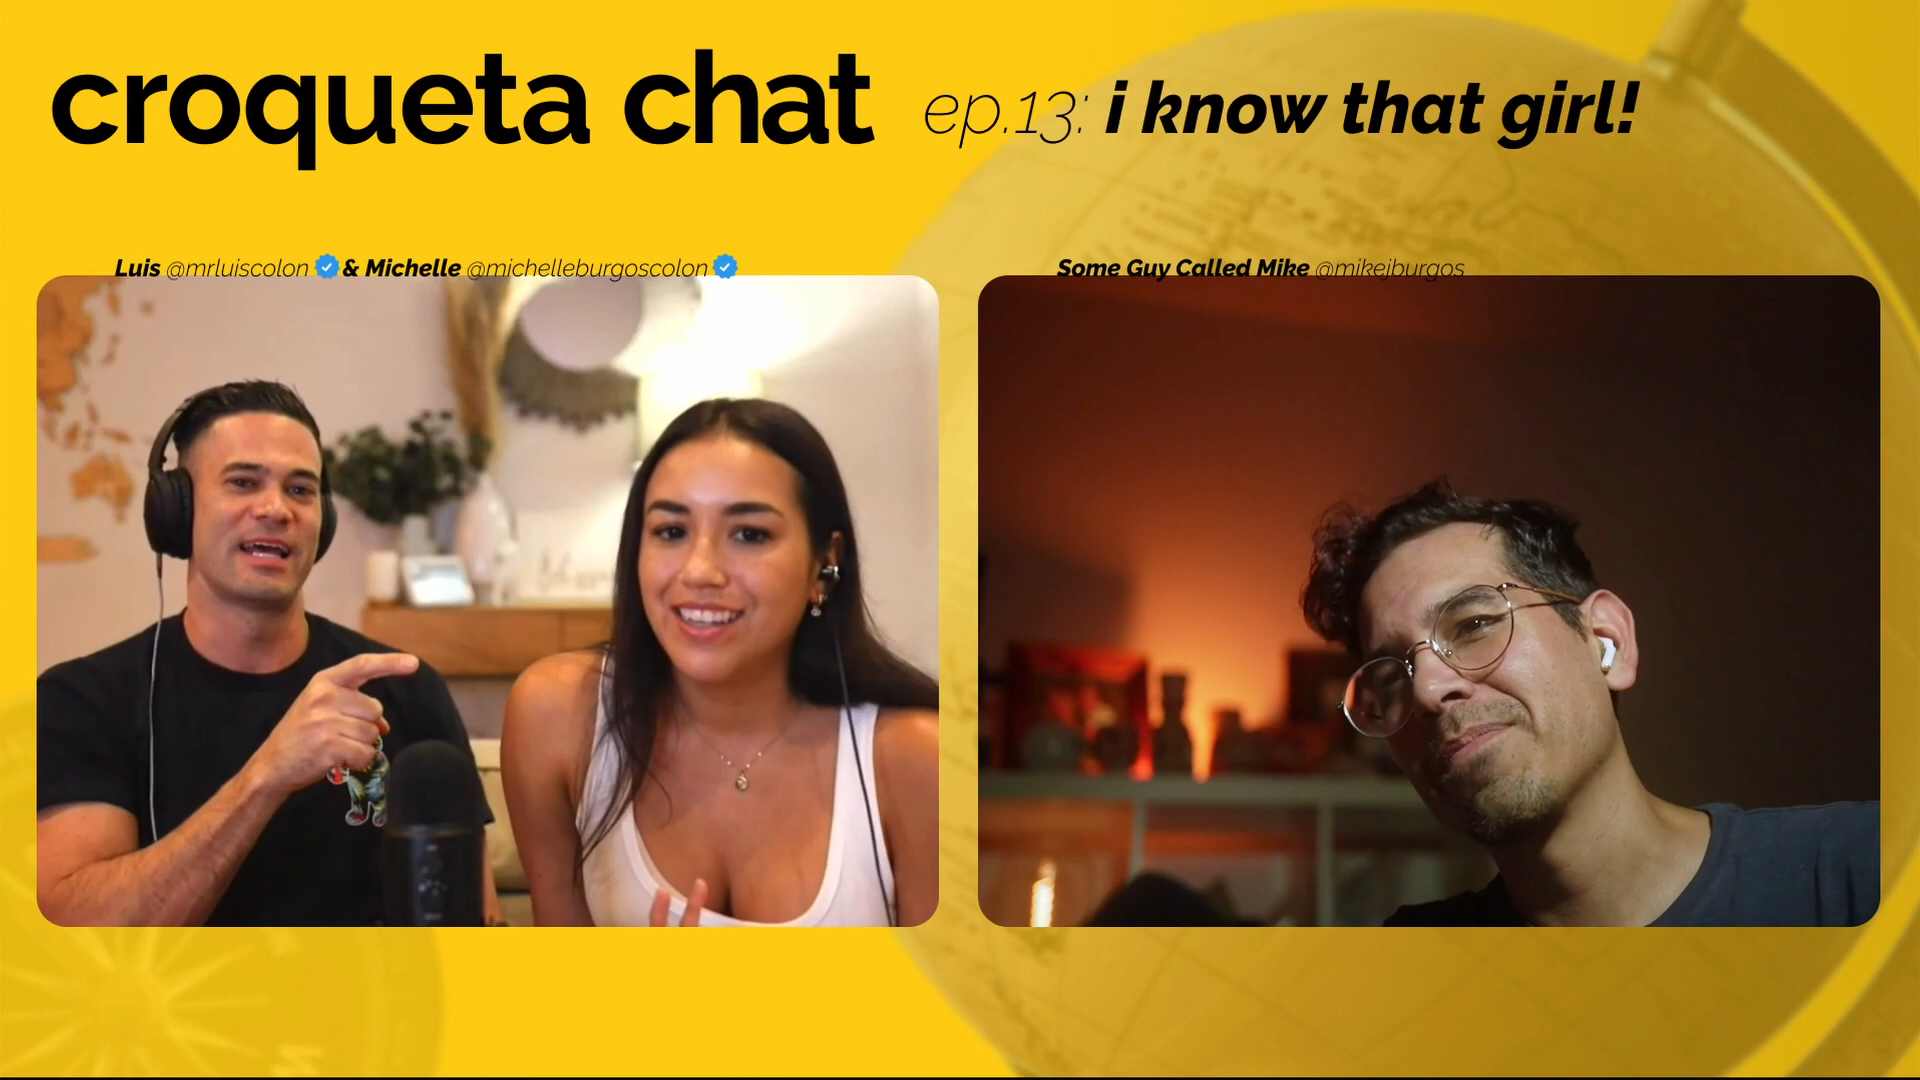 croqueta chat ep.13: i know that girl!
Luis @mrluiscolon & Michelle @michelleburgoscolon
Some Guy Called Mike @mikejburgos